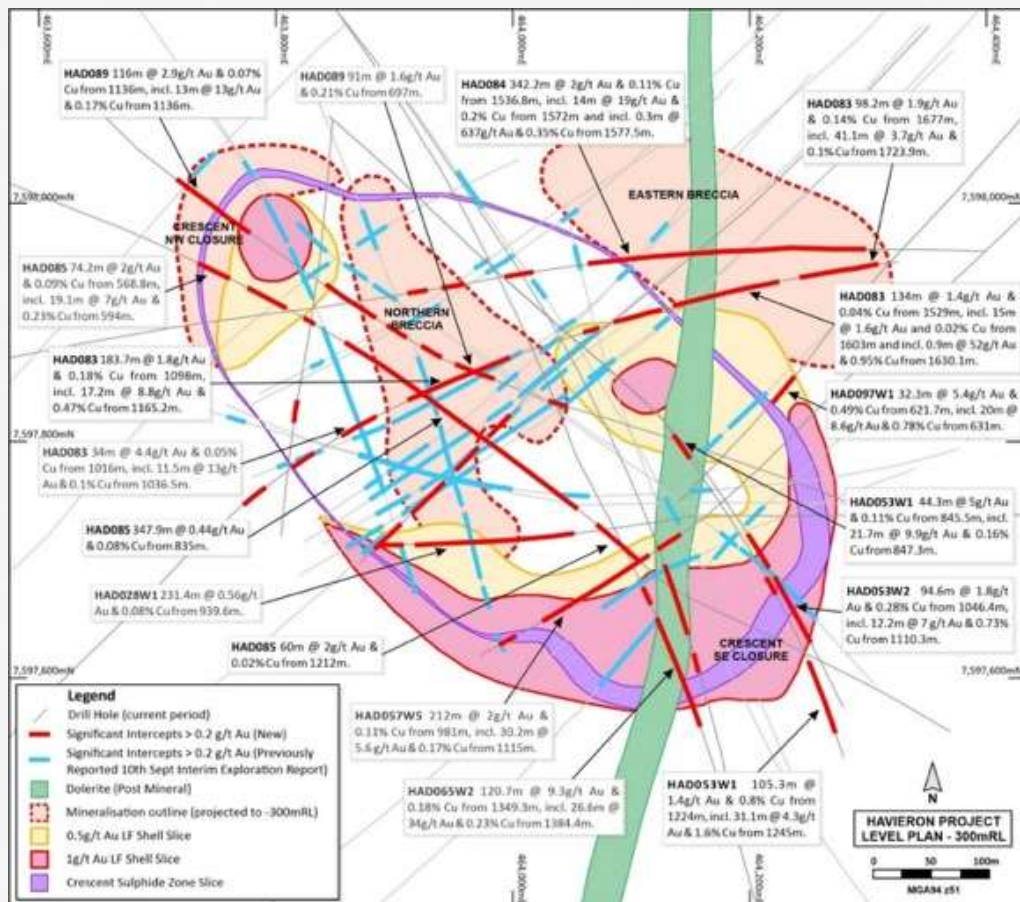 463,600mE
463,800mE
464,000mE
464,200mE
464,400mE
HAD089 116m @ 2.9g/t Au & 0.07%
Cu from 1136m, incl. 13m @ 13g/t Au
& 0.17% Cu from 1136m.
HAD089 91m @ 1.6g/t Au
& 0.21% Cu from 697m.
HAD084 342.2m @ 2g/t Au & 0.11% Cu
from 1536.8m, incl. 14m @ 19g/t Au &
0.2% Cu from 1572m and incl. 0.3m @
637g/t Au & 0.35% Cu from 1577.5m.
HAD083 98.2m @ 1.9g/t Au &
0.14% Cu from 1677m,
incl. 41.1m @ 3.7g/t Au &
0.1% Cu from 1723.9m.
7,598,000mN
7,598,000mN
EASTERN BRECCIA
CRESCENT
NW CLOSURE
HAD085 74.2m @ 2g/t Au &
0.09% Cu from 568.8m,
incl. 19.1m @ 7g/t Au &
0.23% Cu from 594m.
NORTHERN
BRECCIA
HAD083 134m @ 1.4g/t Au &
0.04% Cu from 1529m, incl. 15m
@ 1.6g/t Au and 0.02% Cu from
1603m and incl. 0.9m @ 52g/t Au
& 0.95% Cu from 1630.1m.
HAD083 183.7m @ 1.8g/t Au
& 0.18% Cu from 1098m,
incl. 17.2m @ 8.8g/t Au &
0.47% Cu from 1165.2m.
HAD097W1 32.3m @ 5.4g/t Au &
0.49% Cu from 621.7m, incl. 20m @
8.6g/t Au & 0.78% Cu from 631m.
7,597,800mN
7,597,800mN
HAD083 34m @ 4.4g/t Au & 0.05%
Cu from 1016m, incl. 11.5m @ 13g/t
Au & 0.1% Cu from 1036.5m.
HAD053W1 44.3m @ 5g/t Au
& 0.11% Cu from 845.5m, incl.
21.7m @ 9.9g/t Au & 0.16%
Cu from 847.3m.
HAD085 347.9m @ 0.44g/t Au
& 0.08% Cu from 835m.
HAD028W1 231.4m @ 0.56g/t
Au & 0.08% Cu from 939.6m.
HAD053W2 94.6m @ 1.8g/t
Au & 0.28% Cu from 1046.4m,
incl. 12.2m @ 7 g/t Au & 0.73%
Cu from 1110.3m.
HAD085 60m @ 2g/t Au &
0.02% Cu from 1212m.
CRESCENT
SE CLOSURE
7,597,600mN
7,597,600mN
HAD057W5 212m @ 2g/t Au &
0.11% Cu from 981m, incl. 30.2m @
5.6 g/t Au & 0.17% Cu from 1115m.
HAD065W2 120.7m @ 9.3g/t Au &
0.18% Cu from 1349.3m, incl. 26.6m @
34g/t Au & 0.23% Cu from 1384.4m.
HAD053W1 105.3m @
1.4g/t Au & 0.8% Cu from
1224m, incl. 31.1m @ 4.3g/t
Au & 1.6% Cu from 1245m.
Legend
Drill Hole (current period)
Significant Intercepts > 0.2 g/t Au (New)
Significant Intercepts > 0.2 g/t Au (Previously
Reported 10th Sept Interim Exploration Report)
Dolerite (Post Mineral)
Mineralisation outline (projected to -300mRL)
0.5g/t Au LF Shell Slice
1g/t Au LF Shell Slice
Crescent Sulphide Zone Slice
N
HAVIERON PROJECT
LEVEL PLAN - 300mRL
0 50 100m
MGA94 z51